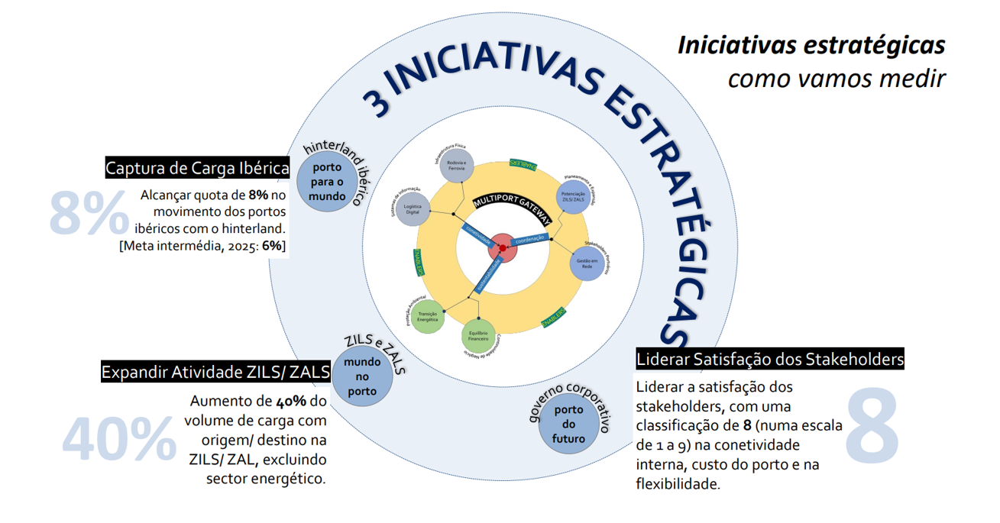 Iniciativas estratégicas
como vamos medir
3 INICIATIVAS ESTRATÉGICAS
hinterland ibérico
porto
para o
mundo
Captura de Carga Ibérica
8%
Alcançar quota de 8% no
movimento dos portos
ibéricos com o hinterland.
[Meta intermédia, 2025: 6%]
Infraestrutura Física
Rodovia e
Ferrovia
Sistemas de Informação
Logística
Digital
ENABLERS
Planeamento e Expansão
Potenciação
ZILS/ ZALS
MULTIPORT GATEWAY
conetividade
coordenação
sustentabilidade
Stakeholders Portuários
Gestão em
Rede
ENABLERS
ENABLERS
Proteção Ambiental
Transição
Energética
Equilíbrio
Financeiro
Continuidade de Negócio
ZILS e ZALS
mundo
no
porto
Expandir Atividade ZILS/ ZALS
40%
Aumento de 40% do
volume de carga com
origem/ destino na
ZILS/ ZAL, excluindo
sector energético.
governo corporativo
porto
do
futuro
Liderar Satisfação dos Stakeholders
Liderar a satisfação dos
stakeholders, com uma
classificação de 8 (numa escala
de 1 a 9) na conetividade
interna, custo do porto e na
flexibilidade.
8